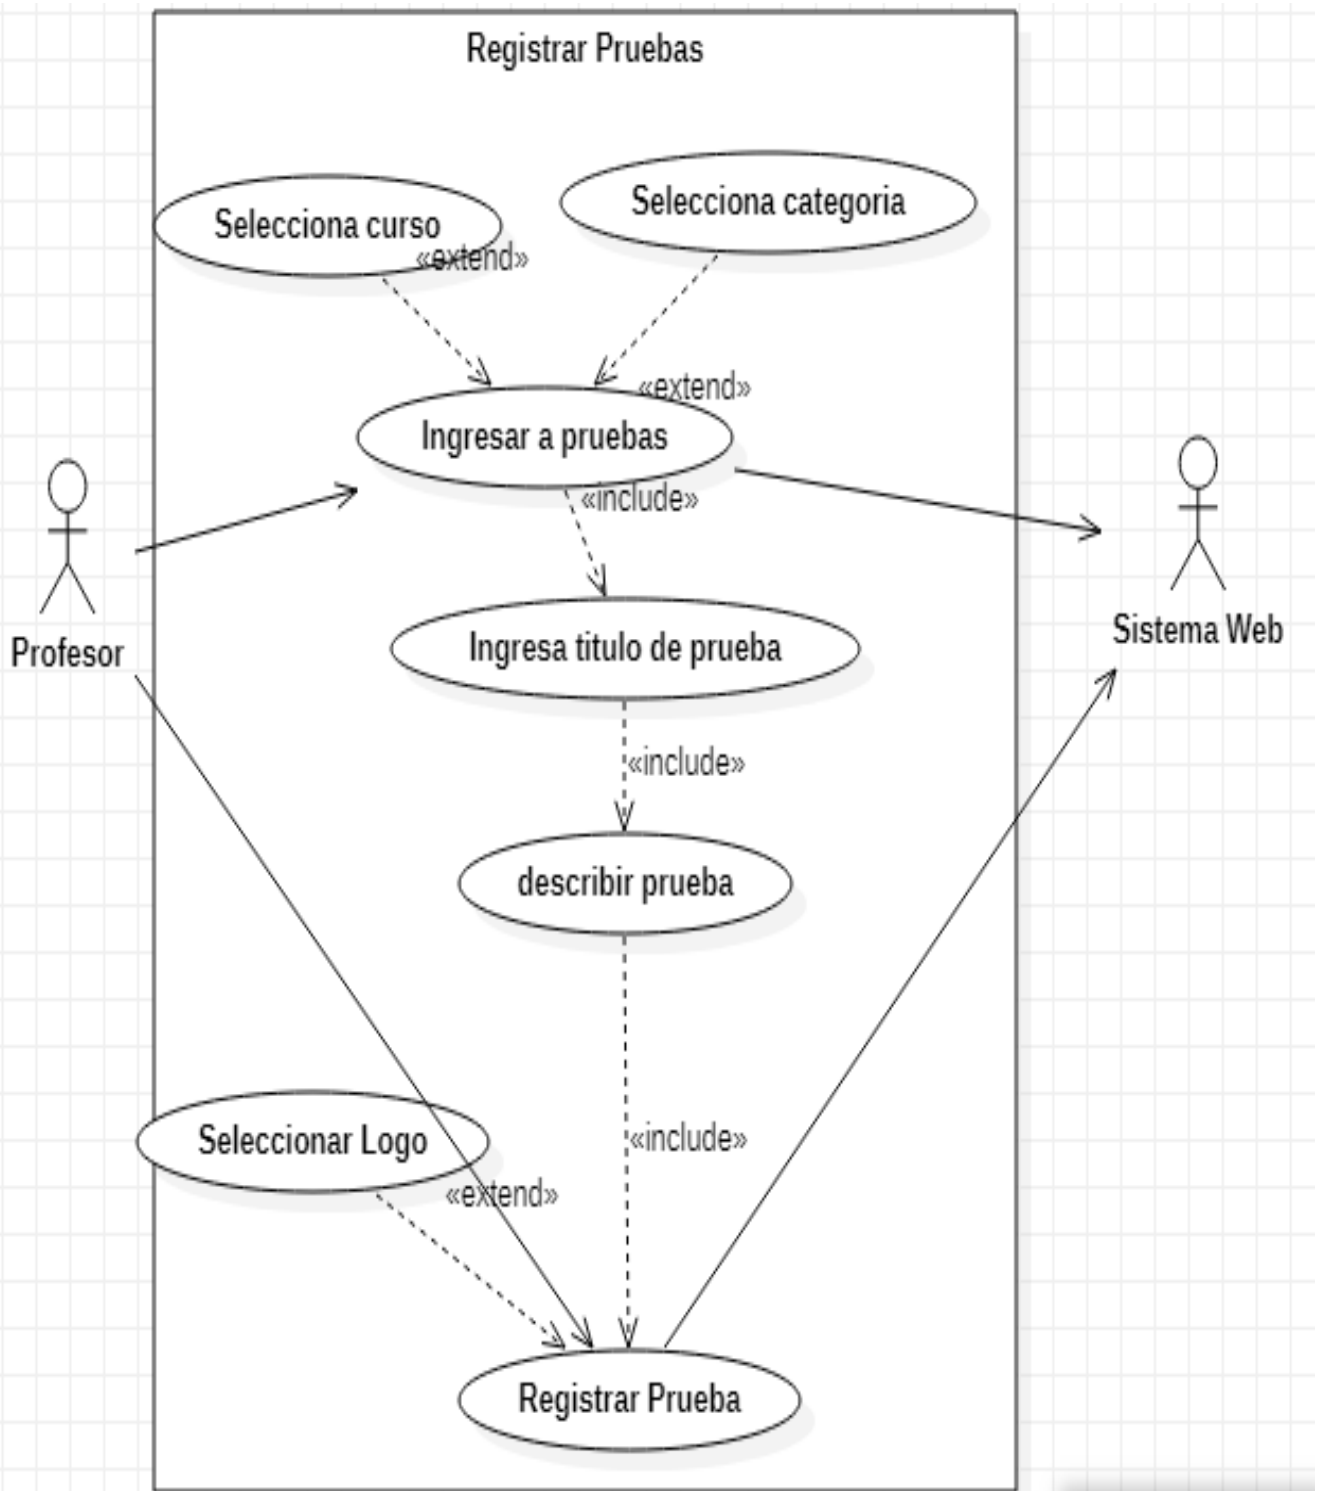 Registrar Pruebas
Selecciona categoria
Selecciona curso
«extend»
«extend»
Ingresar a pruebas
«include»
Sistema Web
Ingresa titulo de prueba
Profesor
«include»
describir prueba
«include»
Seleccionar Logo
«extend»
Registrar Prueba